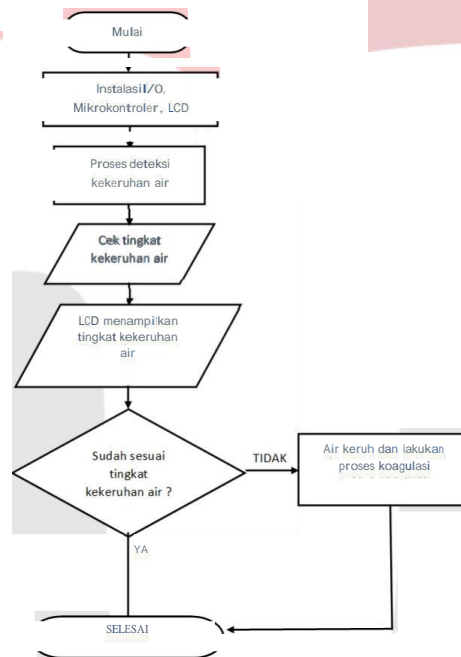 Mulai
Instalasi I/O,
Mikrokontroler, LCD
Proses deteksi
kekeruhan air
Cek tingkat
kekeruhan air
LCD menampilkan
tingkat kekeruhan
air
Sudah sesuai
tingkat
kekeruhan air ?
TIDAK
Air keruh dan lakukan
proses koagulasi
YA
SELESAI